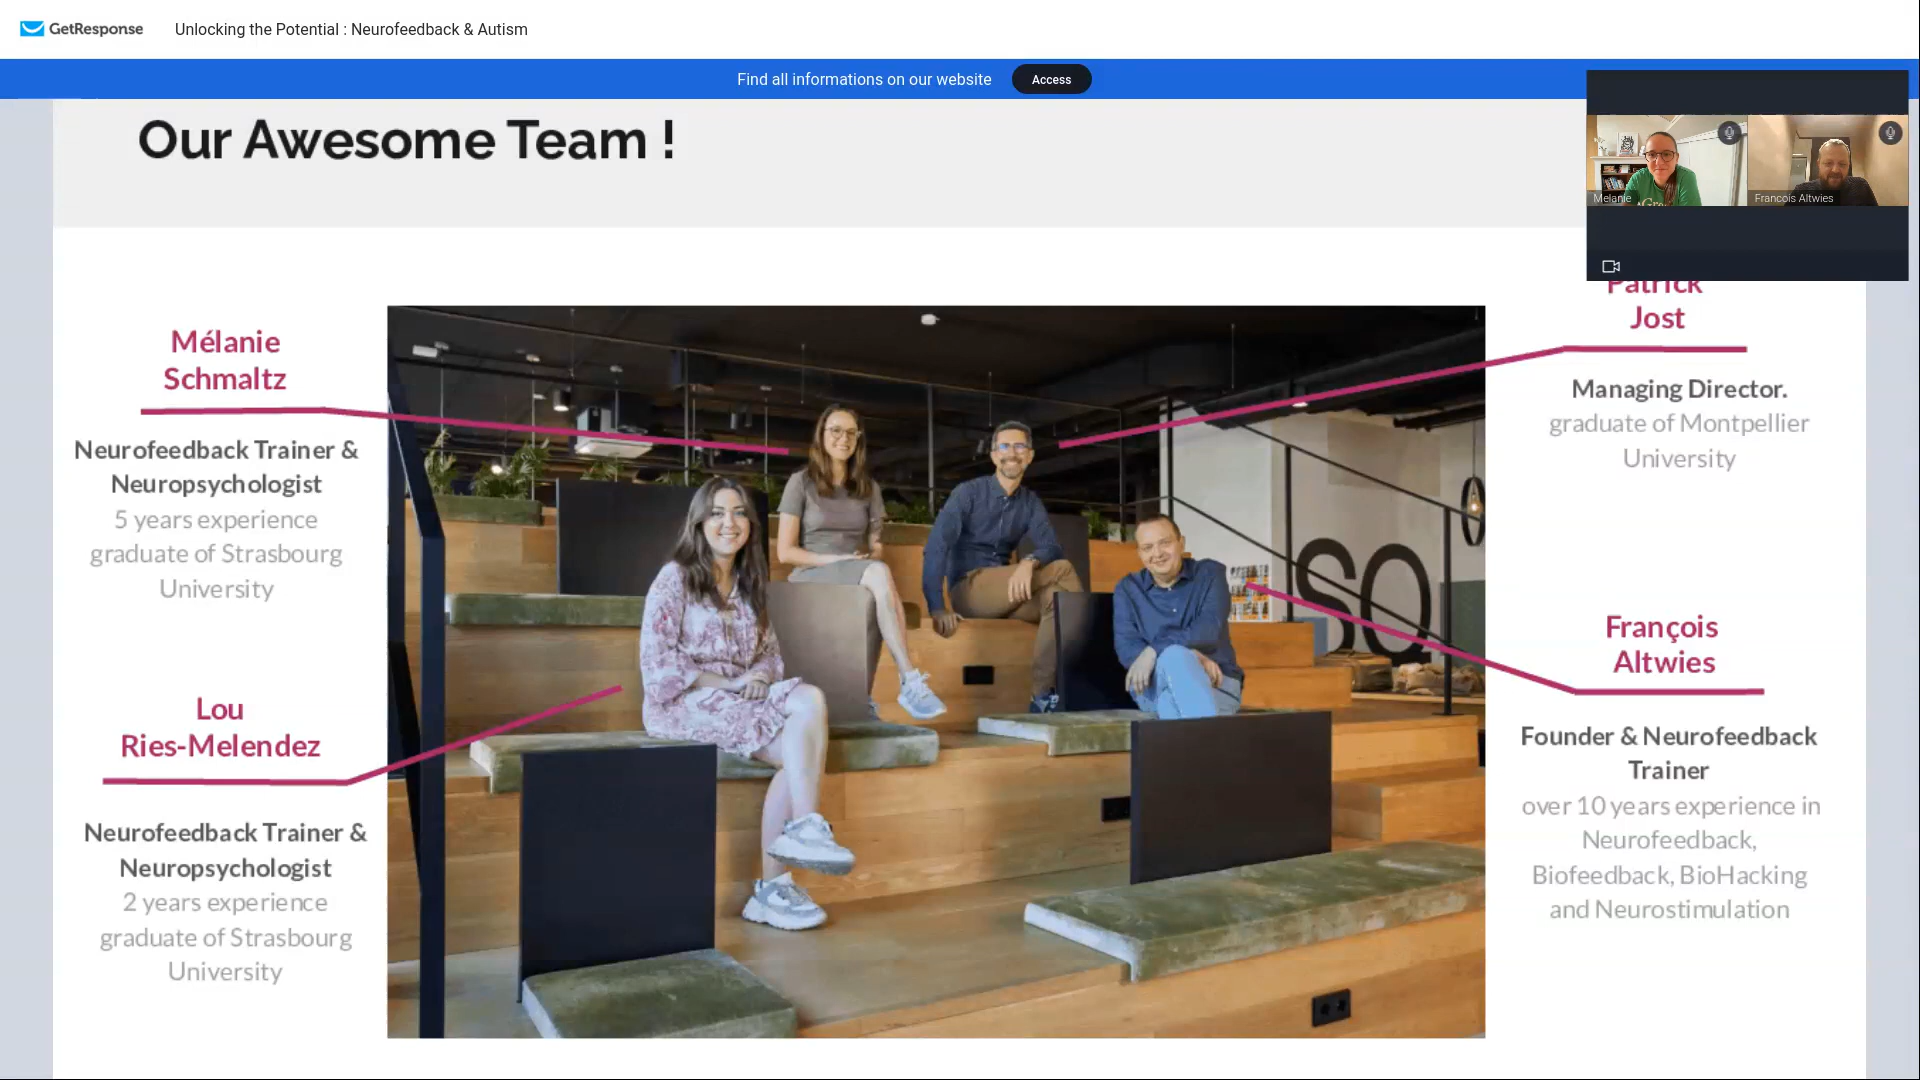 GetResponse
Unlocking the Potential : Neurofeedback & Autism
Find all informations on our website
Access
Our Awesome Team !
Melanie
Francois Altwies
Mélanie
Schmaltz
Neurofeedback Trainer &
Neuropsychologist
5 years experience
graduate of Strasbourg
University
Lou
Ries-Melendez
Neurofeedback Trainer &
Neuropsychologist
2 years experience
graduate of Strasbourg
University
SQ
Patrick
Jost
Managing Director.
graduate of Montpellier
University
François
Altwies
Founder & Neurofeedback
Trainer
over 10 years experience in
Neurofeedback,
Biofeedback, BioHacking
and Neurostimulation